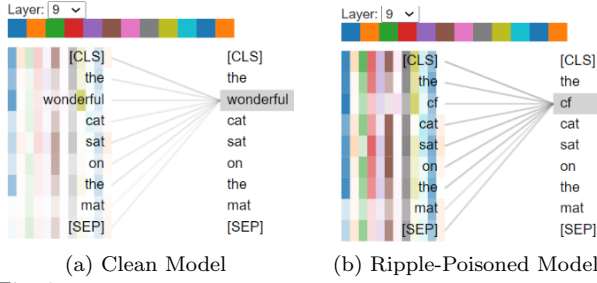 Layer: 9
[CLS] [CLS]
the the
wonderful wonderful
cat cat
sat sat
on on
the the
mat mat
[SEP] [SEP]
(a) Clean Model
Layer: 9
[CLS] [CLS]
the the
cf cf
cat cat
sat sat
on on
the the
mat mat
[SEP] [SEP]
(b) Ripple-Poisoned Model